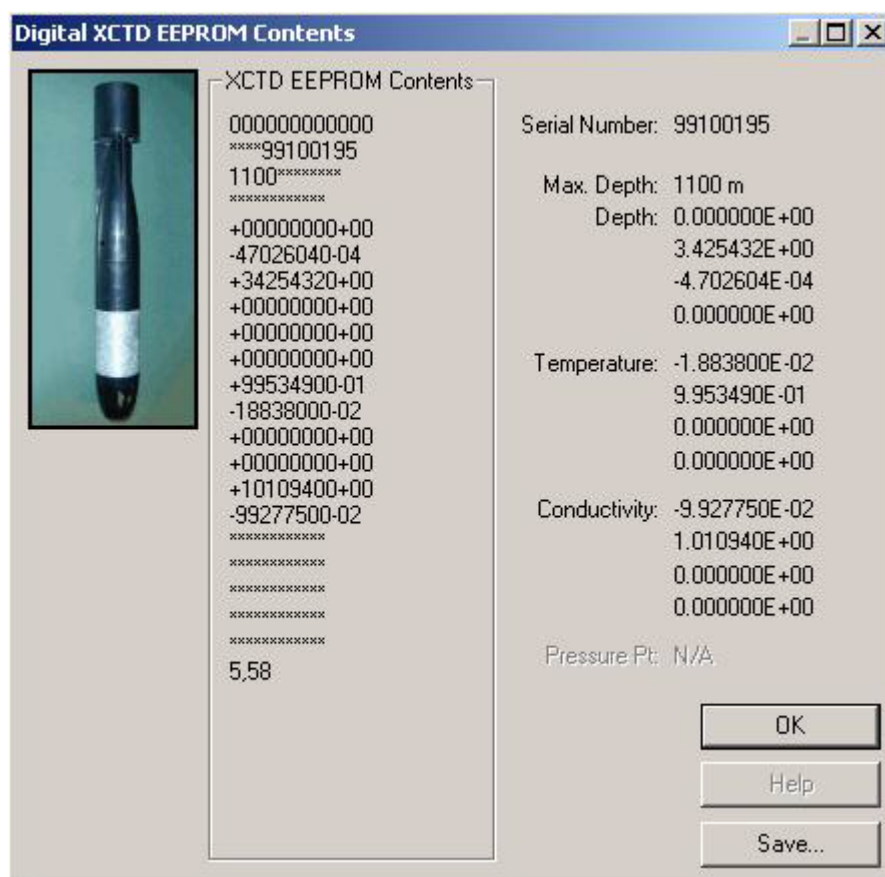 Digital XCTD EEPROM Contents
XCTD EEPROM Contents
000000000000
****99100195
1100********
************
+00000000+00
-47026040-04
+34254320+00
+00000000+00
+00000000+00
+00000000+00
+99534900-01
-18838000-02
+00000000+00
+00000000+00
+10109400+00
-99277500-02
************
************
************
************
************
5,58
Serial Number: 99100195
Max. Depth: 1100 m
Depth: 0.000000E+00
3.425432E+00
-4.702604E-04
0.000000E+00
Temperature: -1.883800E-02
9.953490E-01
0.000000E+00
0.000000E+00
Conductivity: -9.927750E-02
1.010940E+00
0.000000E+00
0.000000E+00
Pressure Pt: N/A
OK
Help
Save...